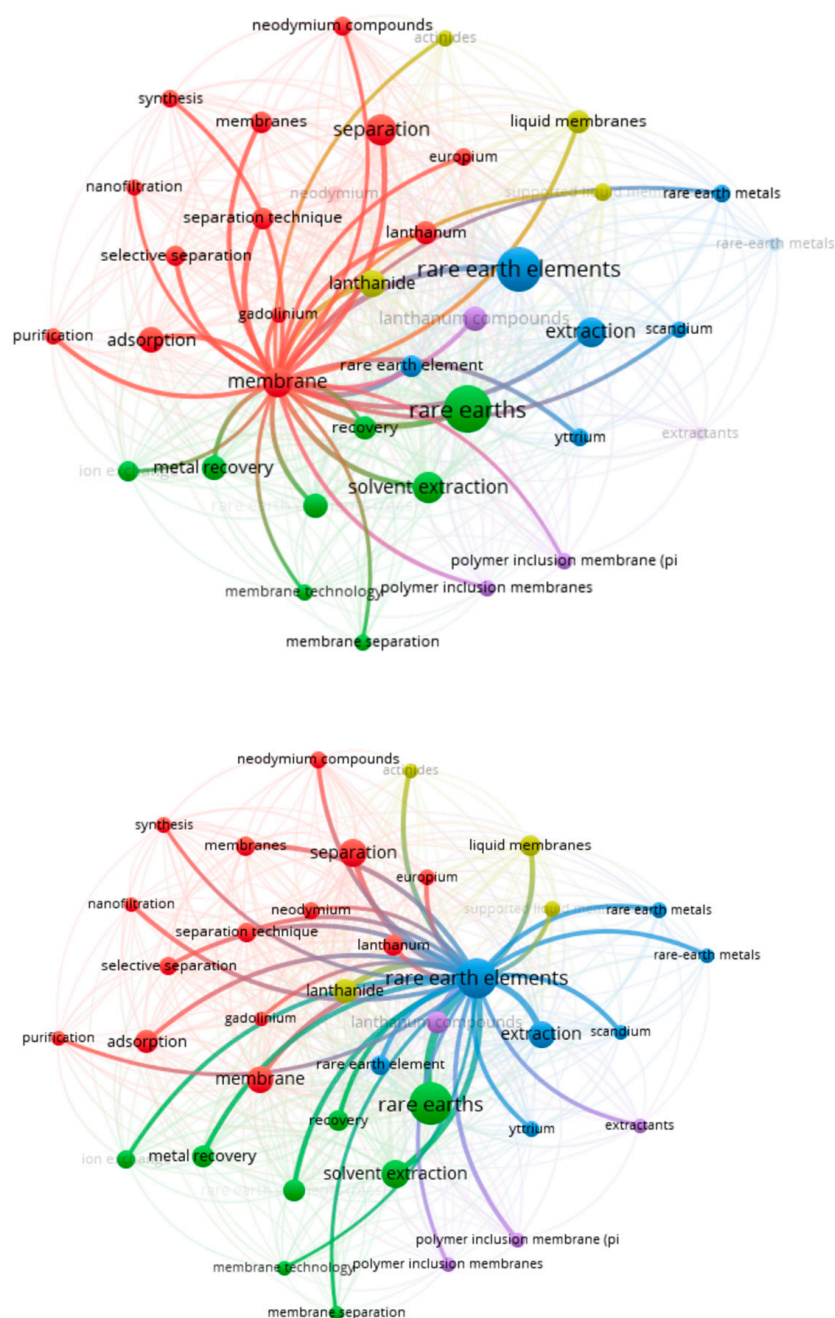 neodymium compounds
actinides
synthesis
membranes
separation
liquid membranes
europium
nanofiltration
neodymium
rare earth metals
separation technique
lanthanum
rare-earth metals
selective separation
rare earth elements
lanthanide
gadolinium
lanthanum compounds
extraction
scandium
purification
adsorption
rare earth element
membrane
rare earths
recovery
yttrium
extractants
ion exchange
metal recovery
solvent extraction
polymer inclusion membrane (pi
membrane technology
polymer inclusion membranes
membrane separation
neodymium compounds
actinides
synthesis
membranes
separation
liquid membranes
europium
nanofiltration
neodymium
supported liquid
rare earth metals
separation technique
lanthanum
rare-earth metals
selective separation
rare earth elements
lanthanide
gadolinium
lanthanum compounds
extraction
scandium
purification
adsorption
rare earth element
membrane
rare earths
recovery
yttrium
extractants
ion exchange
metal recovery
solvent extraction
polymer inclusion membrane (pi
membrane technology
polymer inclusion membranes
membrane separation